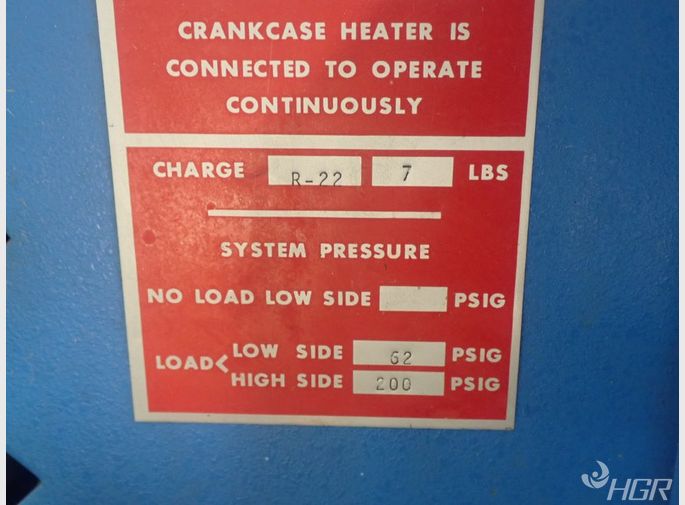 CRANKCASE HEATER IS
CONNECTED TO OPERATE
CONTINUOUSLY
CHARGE R-22 7 LBS
SYSTEM PRESSURE
NO LOAD LOW SIDE PSIG
LOAD< LOW SIDE 62 PSIG
HIGH SIDE 200 PSIG
HGR